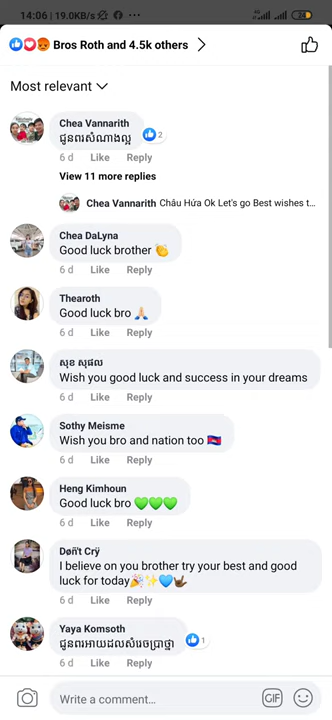 14:06 | 19.0KB/s
Bros Roth and 4.5k others
Most relevant
Chea Vannarith
ជូនពរសំណាងល្អ
2
6 d Like Reply
View 11 more replies
Chea Vannarith Châu Hứa Ok Let's go Best wishes t...
Chea DaLyna
Good luck brother 👏
6 d Like Reply
Thearoth
Good luck bro 🙏🏻
6 d Like Reply
សុខ សុផល
Wish you good luck and success in your dreams
6 d Like Reply
Sothy Meisme
Wish you bro and nation too 🇰🇭
6 d Like Reply
Heng Kimhoun
Good luck bro 💚💚💚
6 d Like Reply
Døñ't Crÿ
I believe on you brother try your best and good
luck for today🎉✨💙🤟🏿
6 d Like Reply
Yaya Komsoth
ជូនពរអោយដល់សំរេចប្រាថ្នា
1
6 d Like Reply
Write a comment...
GIF